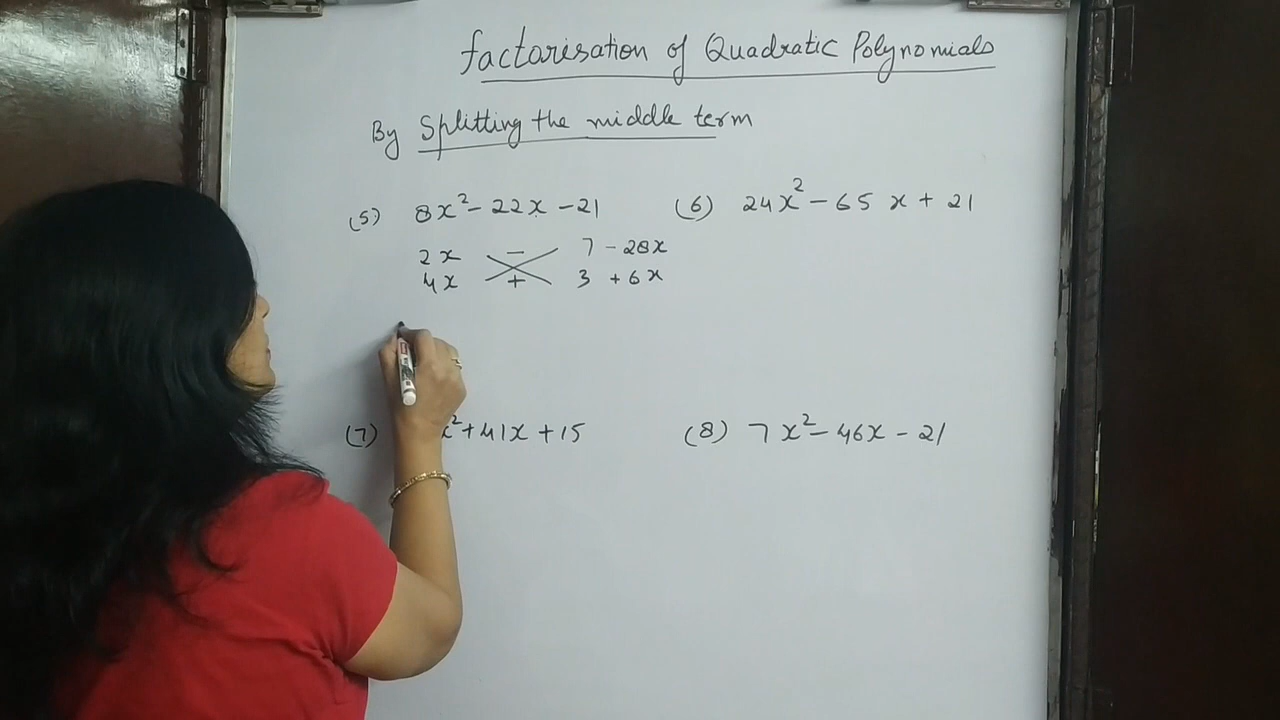 factorisation of Quadratic Polynomials
By Splitting the middle term
(5) 8x² - 22x - 21
2x - 7 - 28x
4x + 3 + 6x
(6) 24x² - 65x + 21
(7) x² + 41x + 15
(8) 7x² - 46x - 21